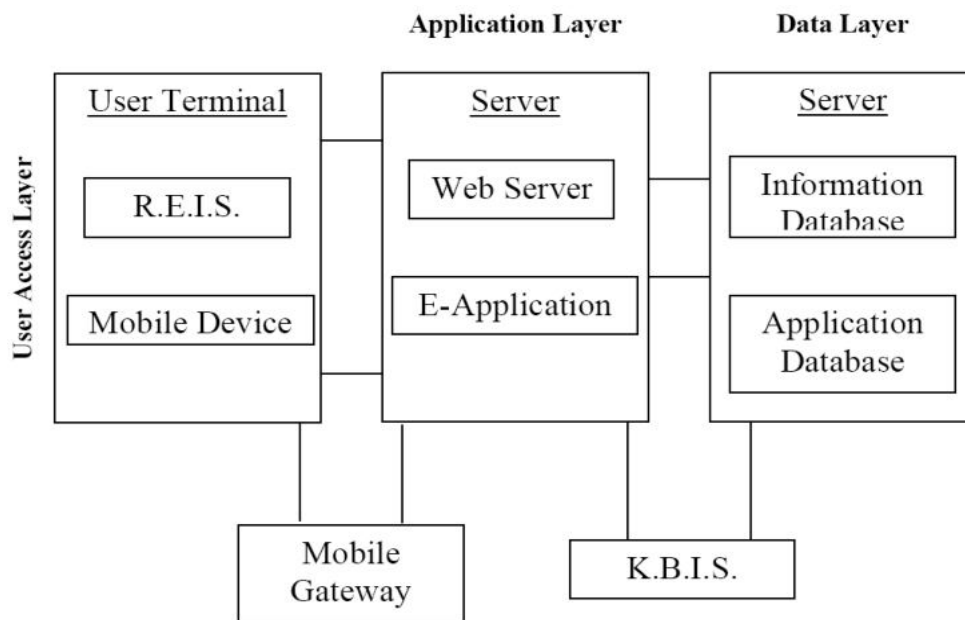 Application Layer
Data Layer
User Access Layer
User Terminal
R.E.I.S.
Mobile Device
Server
Web Server
E-Application
Server
Information
Database
Application
Database
Mobile
Gateway
K.B.I.S.